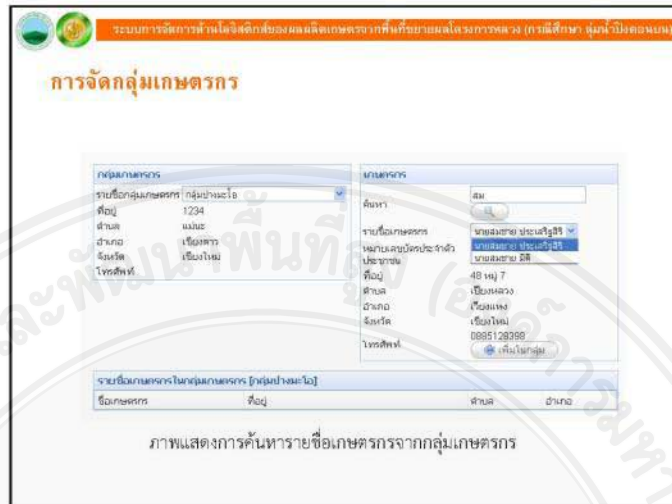 ระบบการจัดการด้านโลจิสติกส์ของผลผลิตเกษตรจากพื้นที่ขยายผลโครงการหลวง (กรณีศึกษา ลุ่มน้ำปิงตอนบน)
การจัดกลุ่มเกษตรกร
กลุ่มเกษตรกร
รายชื่อกลุ่มเกษตรกร กลุ่มปางมะโอ
ที่อยู่ 1234
ตำบล แม่นะ
อำเภอ เชียงดาว
จังหวัด เชียงใหม่
โทรศัพท์
เกษตรกร
ค้นหา สม
รายชื่อเกษตรกร นายสมชาย ประเสริฐสิริ
นายสมชาย ประเสริฐสิริ
นายสมชาย มิติ
หมายเลขบัตรประจำตัวประชาชน
ที่อยู่ 48 หมู่ 7
ตำบล เปียงหลวง
อำเภอ เวียงแหง
จังหวัด เชียงใหม่
โทรศัพท์ 0895129398
เพิ่มในกลุ่ม
รายชื่อเกษตรกรในกลุ่มเกษตรกร [กลุ่มปางมะโอ]
ชื่อเกษตรกร ที่อยู่ ตำบล อำเภอ
ภาพแสดงการค้นหารายชื่อเกษตรกรจากกลุ่มเกษตรกร